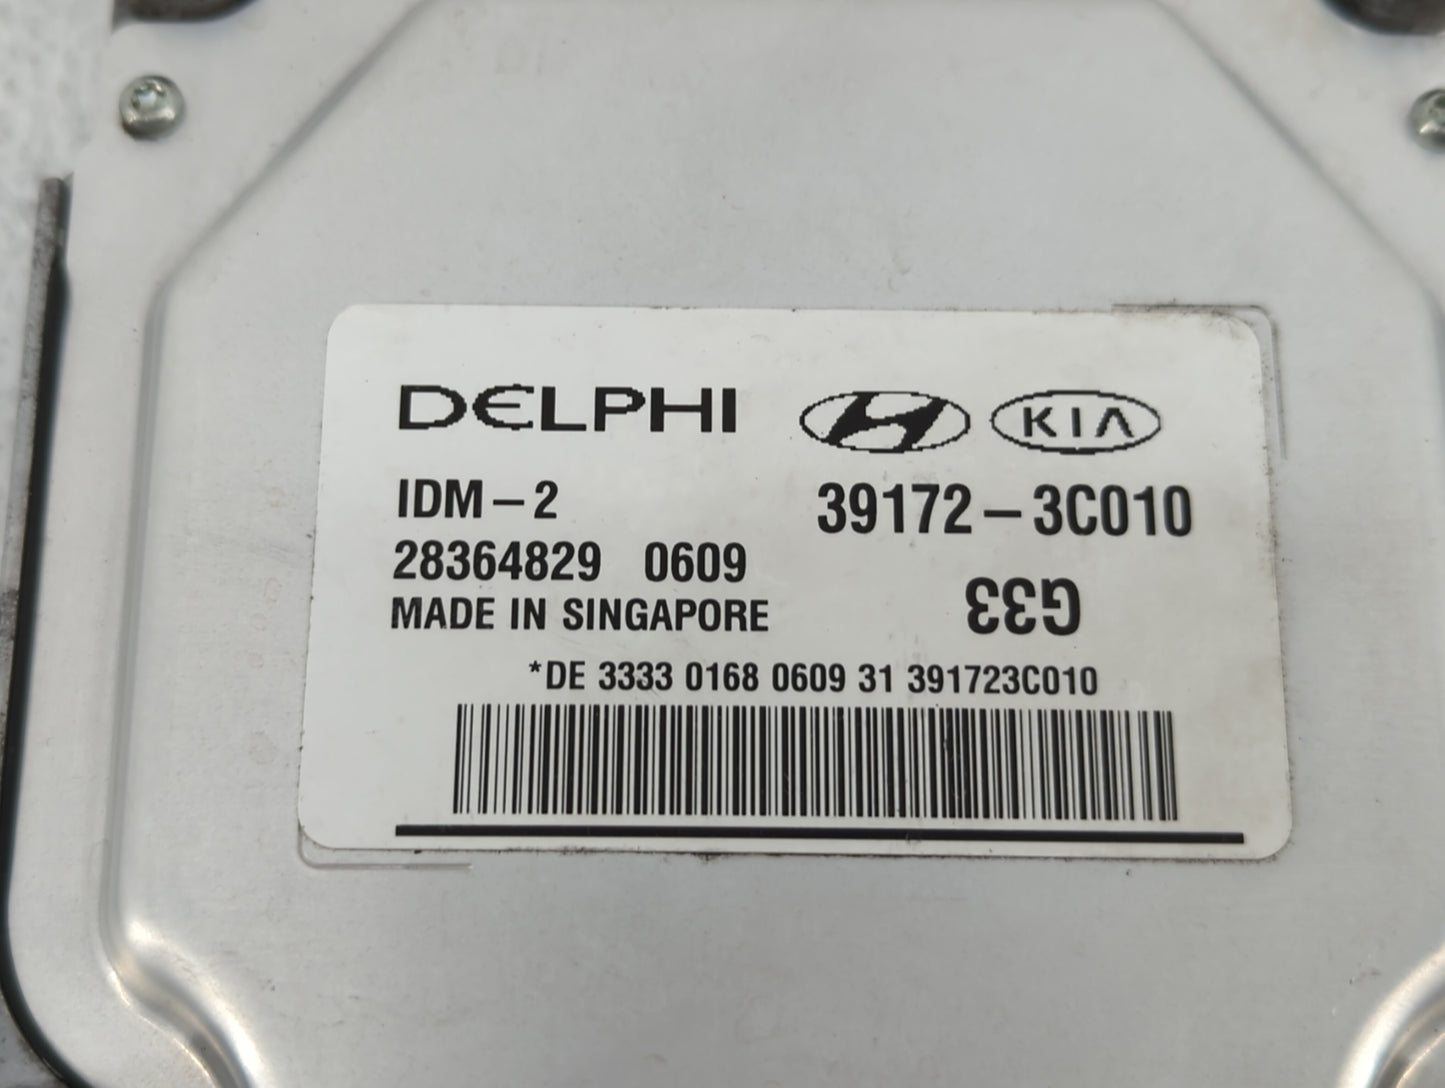 DELPHI KIA
IDM-2 39172-3C010
28364829 0609
G33
MADE IN SINGAPORE
*DE 3333 0168 0609 31 391723C010